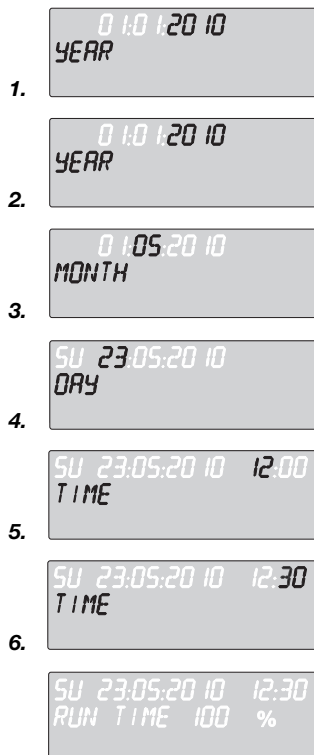 01:01:2010
YEAR
1.
01:01:2010
YEAR
2.
01:05:2010
MONTH
3.
SU 23:05:2010
DAY
4.
SU 23:05:2010 12:00
TIME
5.
SU 23:05:2010 12:30
TIME
6.
SU 23:05:2010 12:30
RUN TIME 100 %